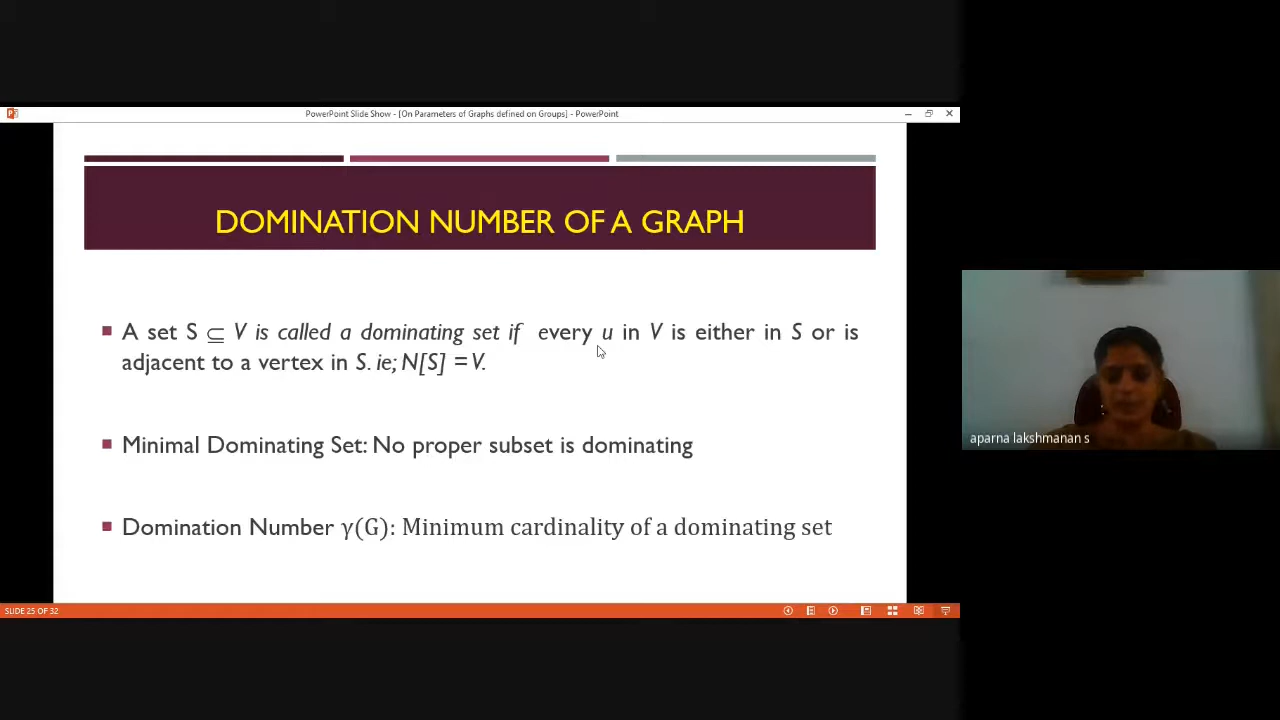 PowerPoint Slide Show - [On Parameters of Graphs defined on Groups] - PowerPoint
DOMINATION NUMBER OF A GRAPH
A set S ⊆ V is called a dominating set if every u in V is either in S or is
adjacent to a vertex in S. ie; N[S] = V.
Minimal Dominating Set: No proper subset is dominating
Domination Number γ(G): Minimum cardinality of a dominating set
aparna lakshmanan s
SLIDE 25 OF 32